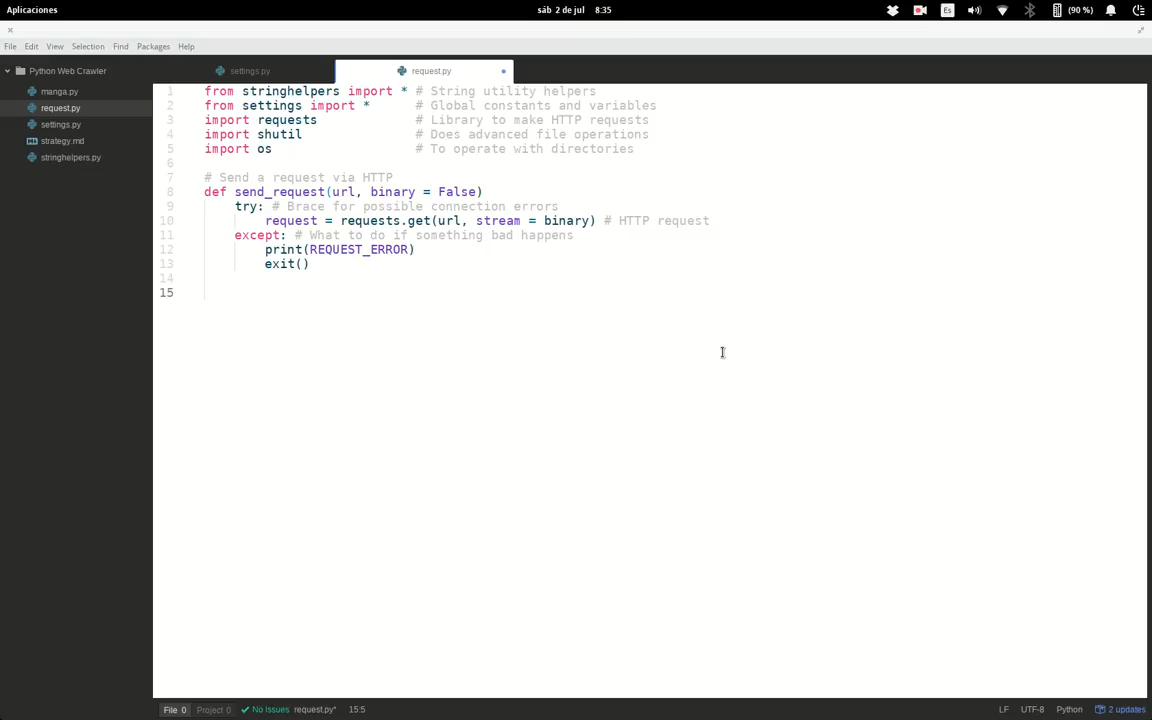 Aplicaciones sáb 2 de jul 8:35 Es (90 %)
File Edit View Selection Find Packages Help
Python Web Crawler
manga.py
request.py
settings.py
strategy.md
stringhelpers.py
settings.py request.py
1 from stringhelpers import * # String utility helpers
2 from settings import * # Global constants and variables
3 import requests # Library to make HTTP requests
4 import shutil # Does advanced file operations
5 import os # To operate with directories
6
7 # Send a request via HTTP
8 def send_request(url, binary = False)
9 try: # Brace for possible connection errors
10 request = requests.get(url, stream = binary) # HTTP request
11 except: # What to do if something bad happens
12 print(REQUEST_ERROR)
13 exit()
14
15
File 0 Project 0 No Issues request.py* 15:5 LF UTF-8 Python 2 updates